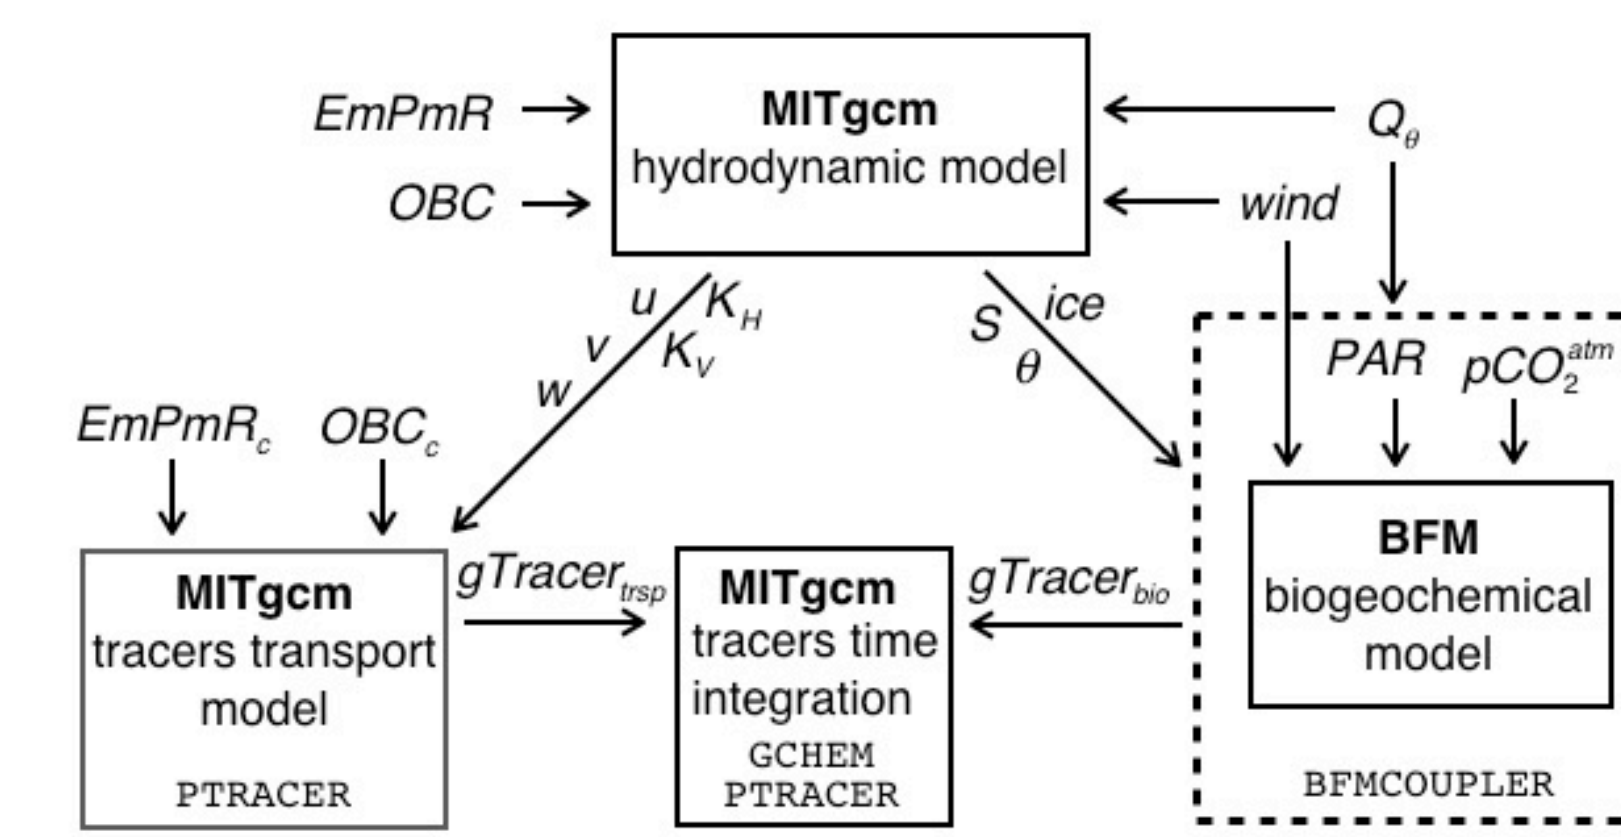 MITgcm
hydrodynamic model
EmPmR
OBC
Qθ
wind
u
v
w
KH
KV
S
θ
ice
EmPmRc
OBCc
PAR
pCO2atm
MITgcm
tracers transport
model
PTRACER
gTracertrsp
MITgcm
tracers time
integration
GCHEM
PTRACER
gTracerbio
BFM
biogeochemical
model
BFMCOUPLER